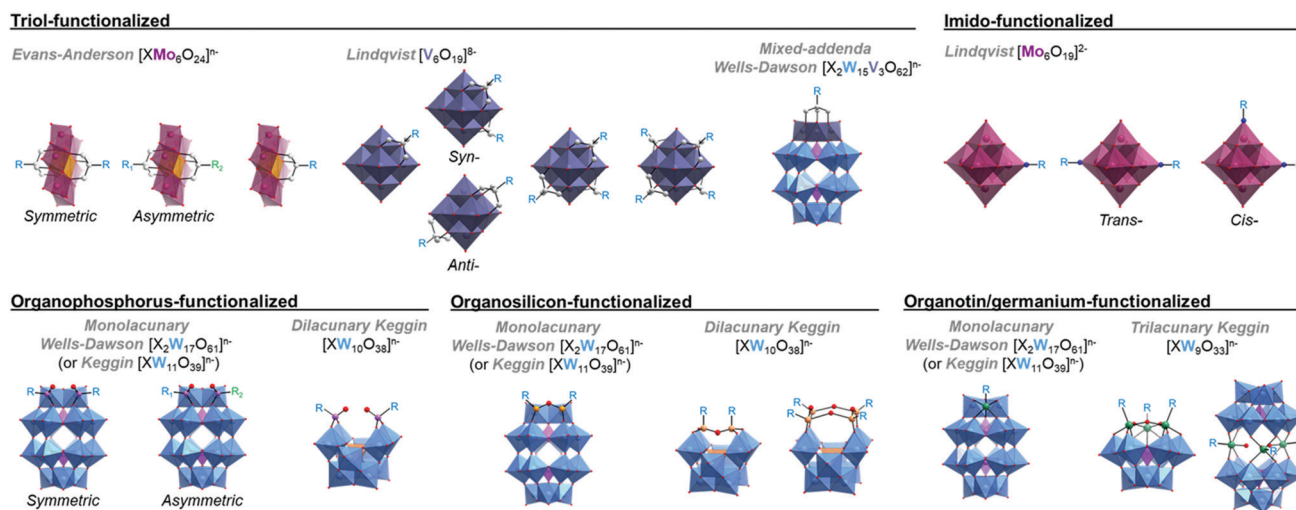 Triol-functionalized
Evans-Anderson [XMo6O24]n-
Lindqvist [V6O19]8-
Mixed-addenda
Wells-Dawson [X2W15V3O62]n-
R
R
R1
R2
R
Symmetric
Asymmetric
R
R
R
Syn-
R
R
Anti-
R
R
R
R
R
R
Imido-functionalized
Lindqvist [Mo6O19]2-
R
R
R
Trans-
R
Cis-
Organophosphorus-functionalized
Monolacunary
Wells-Dawson [X2W17O61]n-
(or Keggin [XW11O39]n-)
Dilacunary Keggin
[XW10O38]n-
R
R
R1
R2
R
R
Symmetric
Asymmetric
Organosilicon-functionalized
Monolacunary
Wells-Dawson [X2W17O61]n-
(or Keggin [XW11O39]n-)
Dilacunary Keggin
[XW10O38]n-
R
R
R
R
R
R
R
R
Organotin/germanium-functionalized
Monolacunary
Wells-Dawson [X2W17O61]n-
(or Keggin [XW11O39]n-)
Trilacunary Keggin
[XW9O33]n-
R
R
R
R
R
R